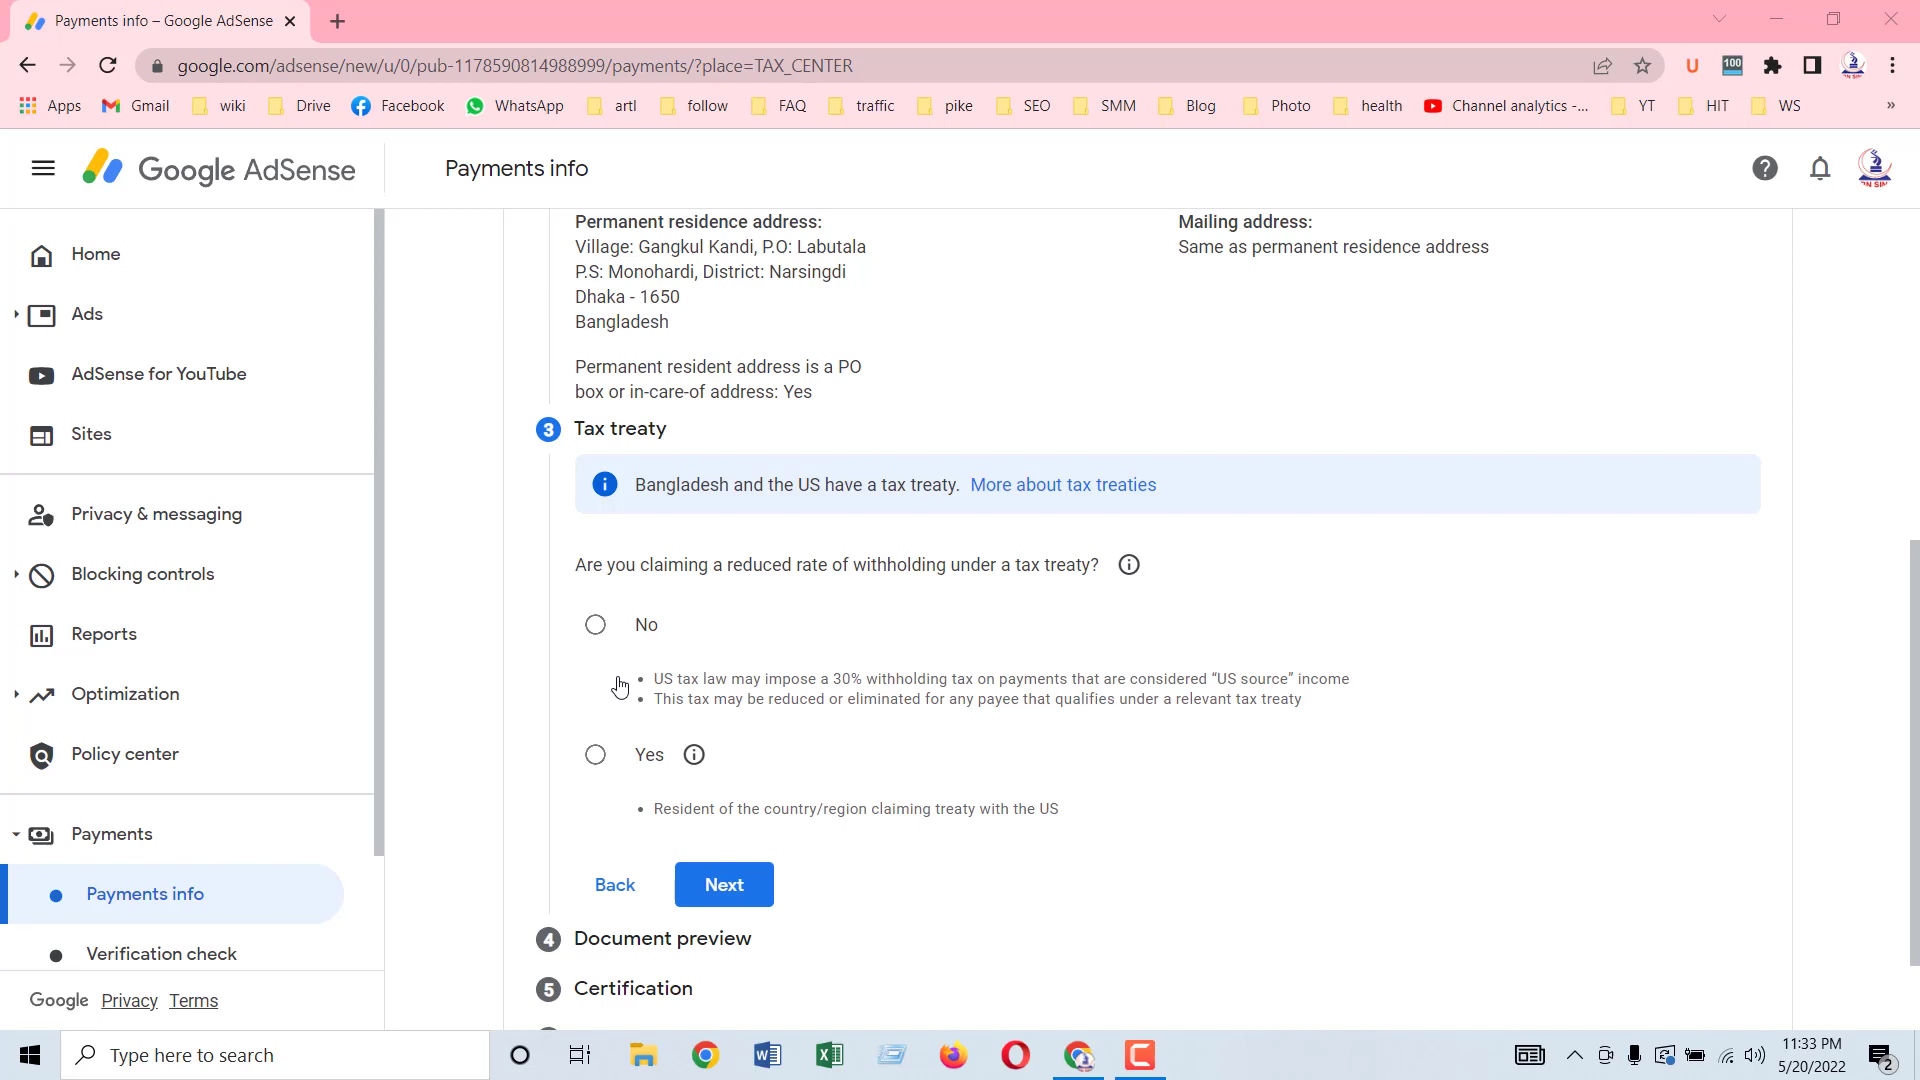 Payments info – Google AdSense
google.com/adsense/new/u/0/pub-1178590814988999/payments/?place=TAX_CENTER
U
100
Apps
Gmail
wiki
Drive
Facebook
WhatsApp
artl
follow
FAQ
traffic
pike
SEO
SMM
Blog
Photo
health
Channel analytics -...
YT
HIT
WS
»
Google AdSense
Payments info
Home
Ads
AdSense for YouTube
Sites
Privacy & messaging
Blocking controls
Reports
Optimization
Policy center
Payments
Payments info
Verification check
Google Privacy Terms
Permanent residence address:
Village: Gangkul Kandi, P.O: Labutala
P.S: Monohardi, District: Narsingdi
Dhaka - 1650
Bangladesh
Permanent resident address is a PO
box or in-care-of address: Yes
Mailing address:
Same as permanent residence address
3 Tax treaty
Bangladesh and the US have a tax treaty. More about tax treaties
Are you claiming a reduced rate of withholding under a tax treaty?
No
• US tax law may impose a 30% withholding tax on payments that are considered “US source” income
• This tax may be reduced or eliminated for any payee that qualifies under a relevant tax treaty
Yes
• Resident of the country/region claiming treaty with the US
Back
Next
4 Document preview
5 Certification
Type here to search
11:33 PM
5/20/2022
2